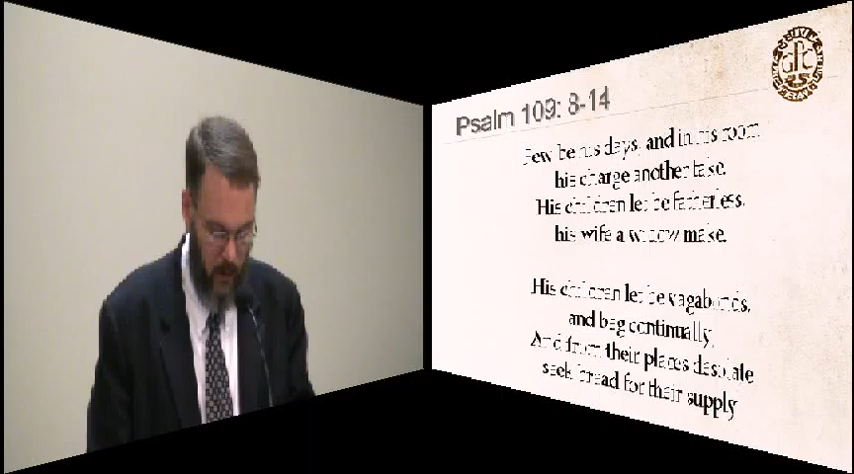 Psalm 109: 8-14
Few be his days, and in his room
his charge another take.
His children let be fatherless,
his wife a widow make.
His children let be vagabonds,
and beg continually;
And from their places desolate
seek bread for their supply
GPC